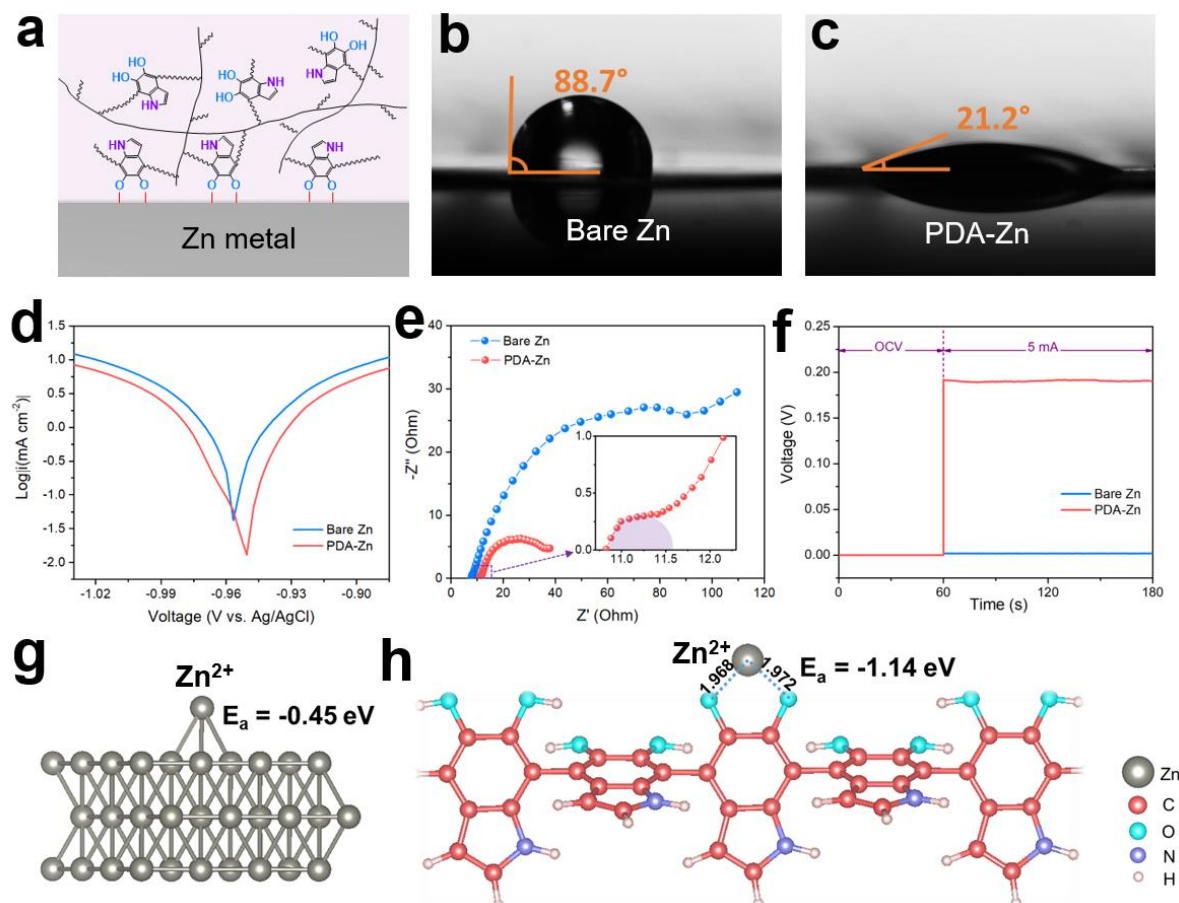 a
HO
OH
HO
HO
NH
HO
HO
HN
HN
HN
HN
NH
O O
O O
O O
Zn metal
b
88.7°
Bare Zn
c
21.2°
PDA-Zn
d
1.5
1.0
0.5
0.0
-0.5
-1.0
-1.5
-2.0
Log|i(mA cm⁻²)|
Bare Zn
PDA-Zn
-1.02
-0.99
-0.96
-0.93
-0.90
Voltage (V vs. Ag/AgCl)
e
40
30
20
10
0
-Z'' (Ohm)
Bare Zn
PDA-Zn
1.0
0.5
0.0
11.0
11.5
12.0
0
20
40
60
80
100
120
Z' (Ohm)
f
0.25
0.20
0.15
0.10
0.05
0.00
Voltage (V)
OCV
5 mA
Bare Zn
PDA-Zn
0
60
120
180
Time (s)
g
Zn²⁺
Eₐ = -0.45 eV
h
Zn²⁺
1.968
1.972
Eₐ = -1.14 eV
Zn
C
O
N
H